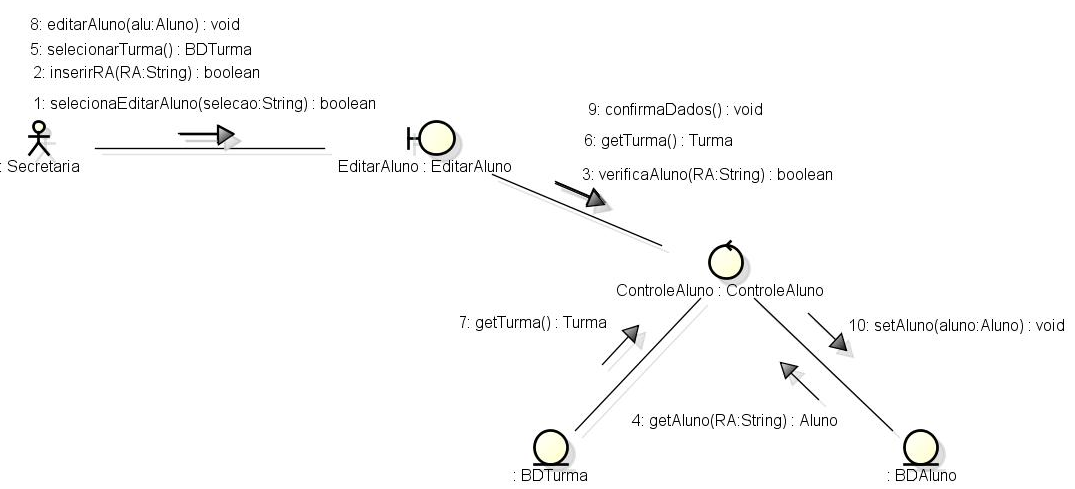 8: editarAluno(alu:Aluno) : void
5: selecionarTurma() : BDTurma
2: inserirRA(RA:String) : boolean
1: selecionaEditarAluno(selecao:String) : boolean
: Secretaria
EditarAluno : EditarAluno
9: confirmaDados() : void
6: getTurma() : Turma
3: verificaAluno(RA:String) : boolean
ControleAluno : ControleAluno
7: getTurma() : Turma
10: setAluno(aluno:Aluno) : void
4: getAluno(RA:String) : Aluno
: BDTurma
: BDAluno